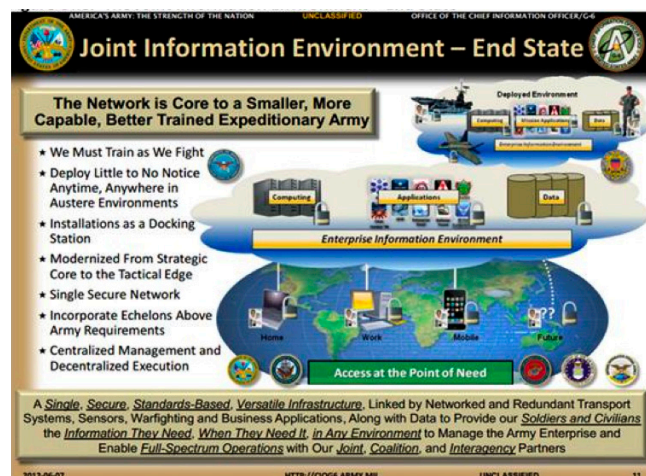 AMERICA'S ARMY: THE STRENGTH OF THE NATION
UNCLASSIFIED
OFFICE OF THE CHIEF INFORMATION OFFICER/G-6
Joint Information Environment – End State
The Network is Core to a Smaller, More
Capable, Better Trained Expeditionary Army
★ We Must Train as We Fight
★ Deploy Little to No Notice
Anytime, Anywhere in
Austere Environments
★ Installations as a Docking
Station
★ Modernized From Strategic
Core to the Tactical Edge
★ Single Secure Network
★ Incorporate Echelons Above
Army Requirements
★ Centralized Management and
Decentralized Execution
Deployed Environment
Computing
Mission Applications
Data
Enterprise Information Environment
Computing
Applications
Data
Enterprise Information Environment
??
Home
Work
Mobile
Future
Access at the Point of Need
A Single, Secure, Standards-Based, Versatile Infrastructure, Linked by Networked and Redundant Transport
Systems, Sensors, Warfighting and Business Applications, Along with Data to Provide our Soldiers and Civilians
the Information They Need, When They Need It, in Any Environment to Manage the Army Enterprise and
Enable Full-Spectrum Operations with Our Joint, Coalition, and Interagency Partners
UNCLASSIFIED
11